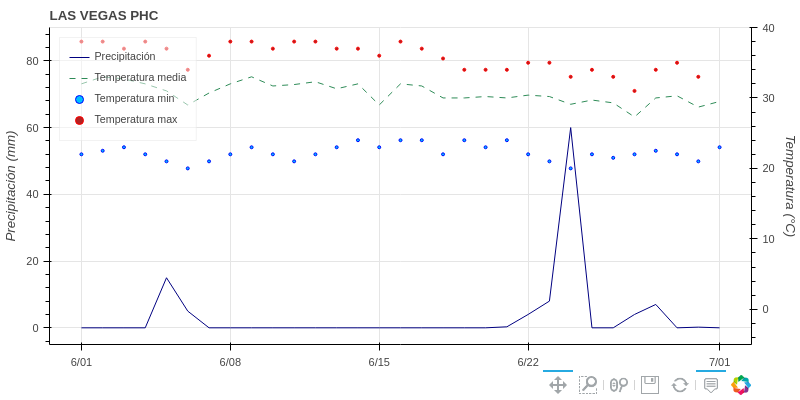 LAS VEGAS PHC
Precipitación
Temperatura media
Temperatura min
Temperatura max
Precipitación (mm)
80
60
40
20
0
40
30
20
10
0
Temperatura (°C)
6/01
6/08
6/15
6/22
7/01